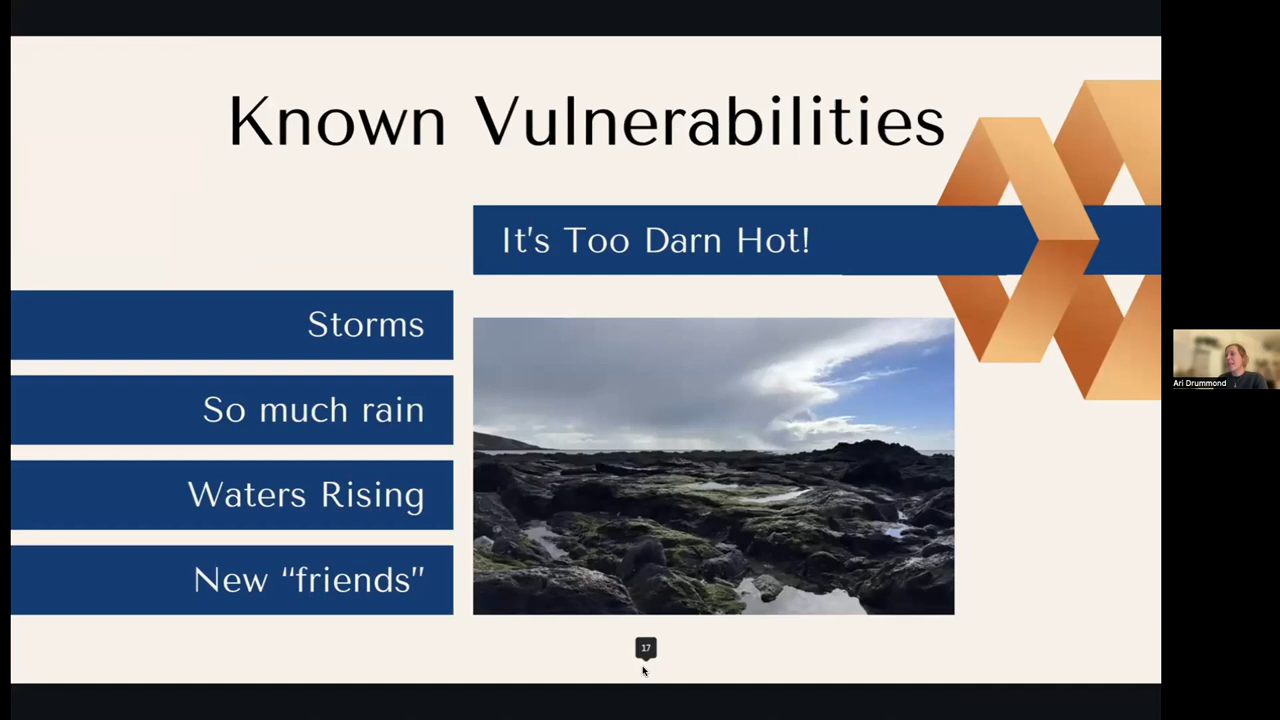 Known Vulnerabilities
It's Too Darn Hot!
Storms
So much rain
Waters Rising
New “friends”
17
Ari Drummond